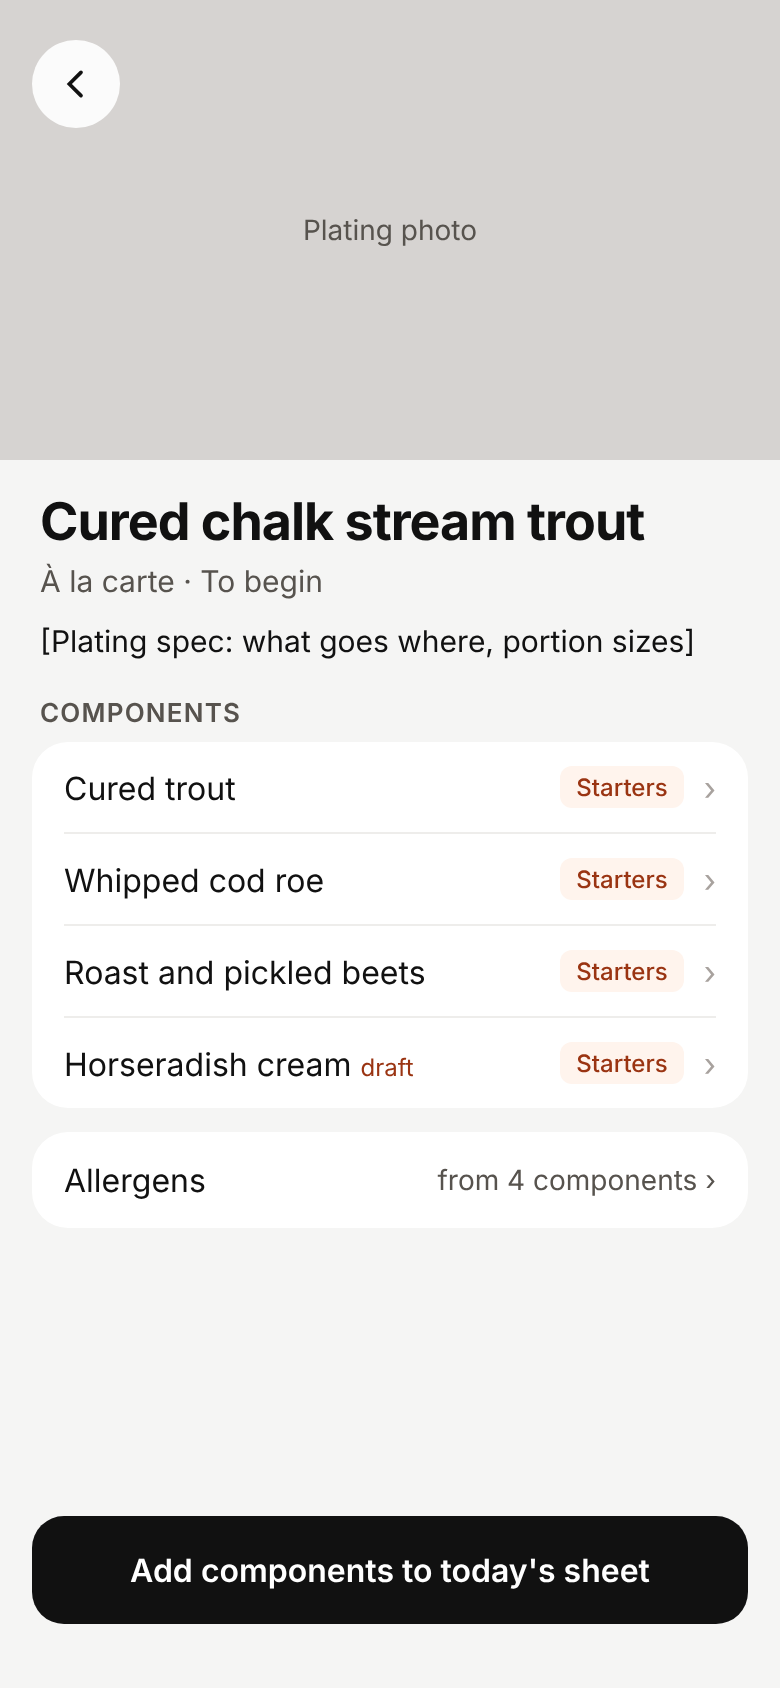 Plating photo
Cured chalk stream trout
À la carte · To begin
[Plating spec: what goes where, portion sizes]
COMPONENTS
Cured trout Starters ›
Whipped cod roe Starters ›
Roast and pickled beets Starters ›
Horseradish cream draft Starters ›
Allergens from 4 components ›
Add components to today's sheet